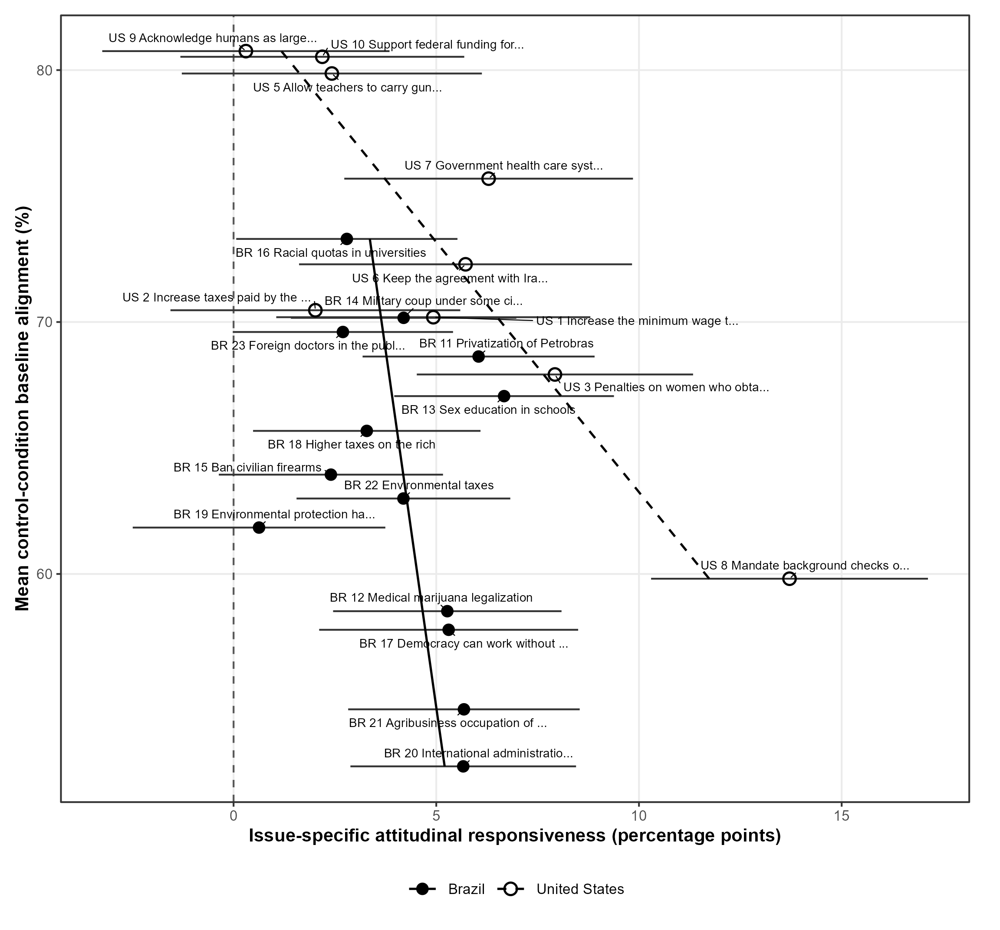 US 9 Acknowledge humans as large...
US 10 Support federal funding for...
80
US 5 Allow teachers to carry gun...
US 7 Government health care syst...
BR 16 Racial quotas in universities
US 6 Keep the agreement with Ira...
US 2 Increase taxes paid by the ...
BR 14 Military coup under some ci...
70
US 1 Increase the minimum wage t...
BR 23 Foreign doctors in the publ...
BR 11 Privatization of Petrobras
US 3 Penalties on women who obta...
BR 13 Sex education in schools
BR 18 Higher taxes on the rich
BR 15 Ban civilian firearms
BR 22 Environmental taxes
BR 19 Environmental protection ha...
US 8 Mandate background checks o...
60
BR 12 Medical marijuana legalization
BR 17 Democracy can work without ...
BR 21 Agribusiness occupation of ...
BR 20 International administratio...
Mean control-condition baseline alignment (%)
0 5 10 15
Issue-specific attitudinal responsiveness (percentage points)
Brazil United States